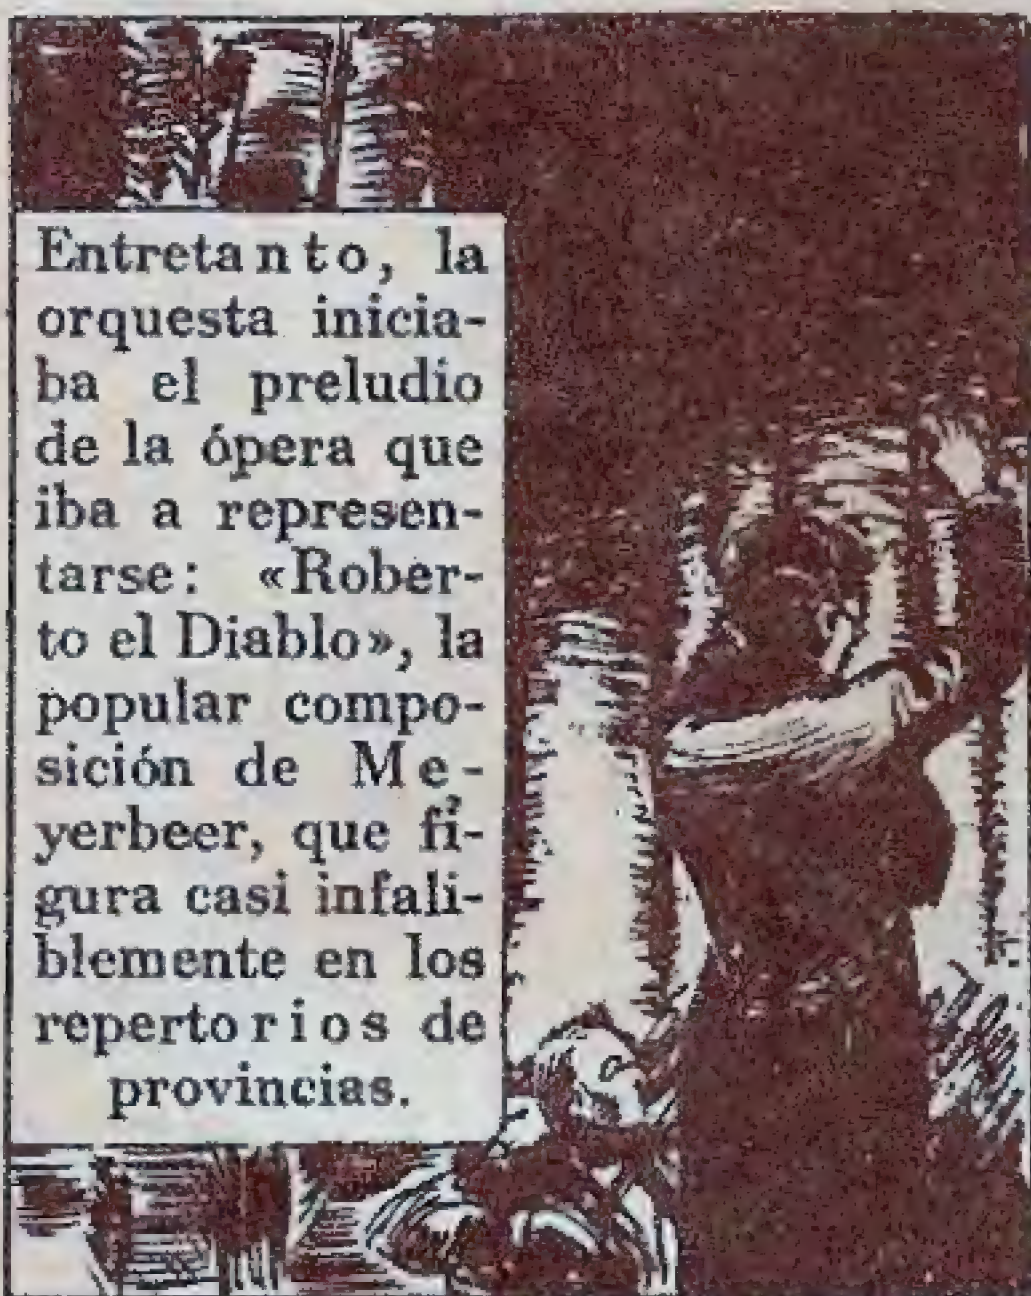 Entretanto, la
orquesta inicia-
ba el preludio
de la ópera que
iba a represen-
tarse: «Rober-
to el Diablo», la
popular compo-
sición de Me-
yerbeer, que fi-
gura casi infali-
blemente en los
repertorios de
provincias.